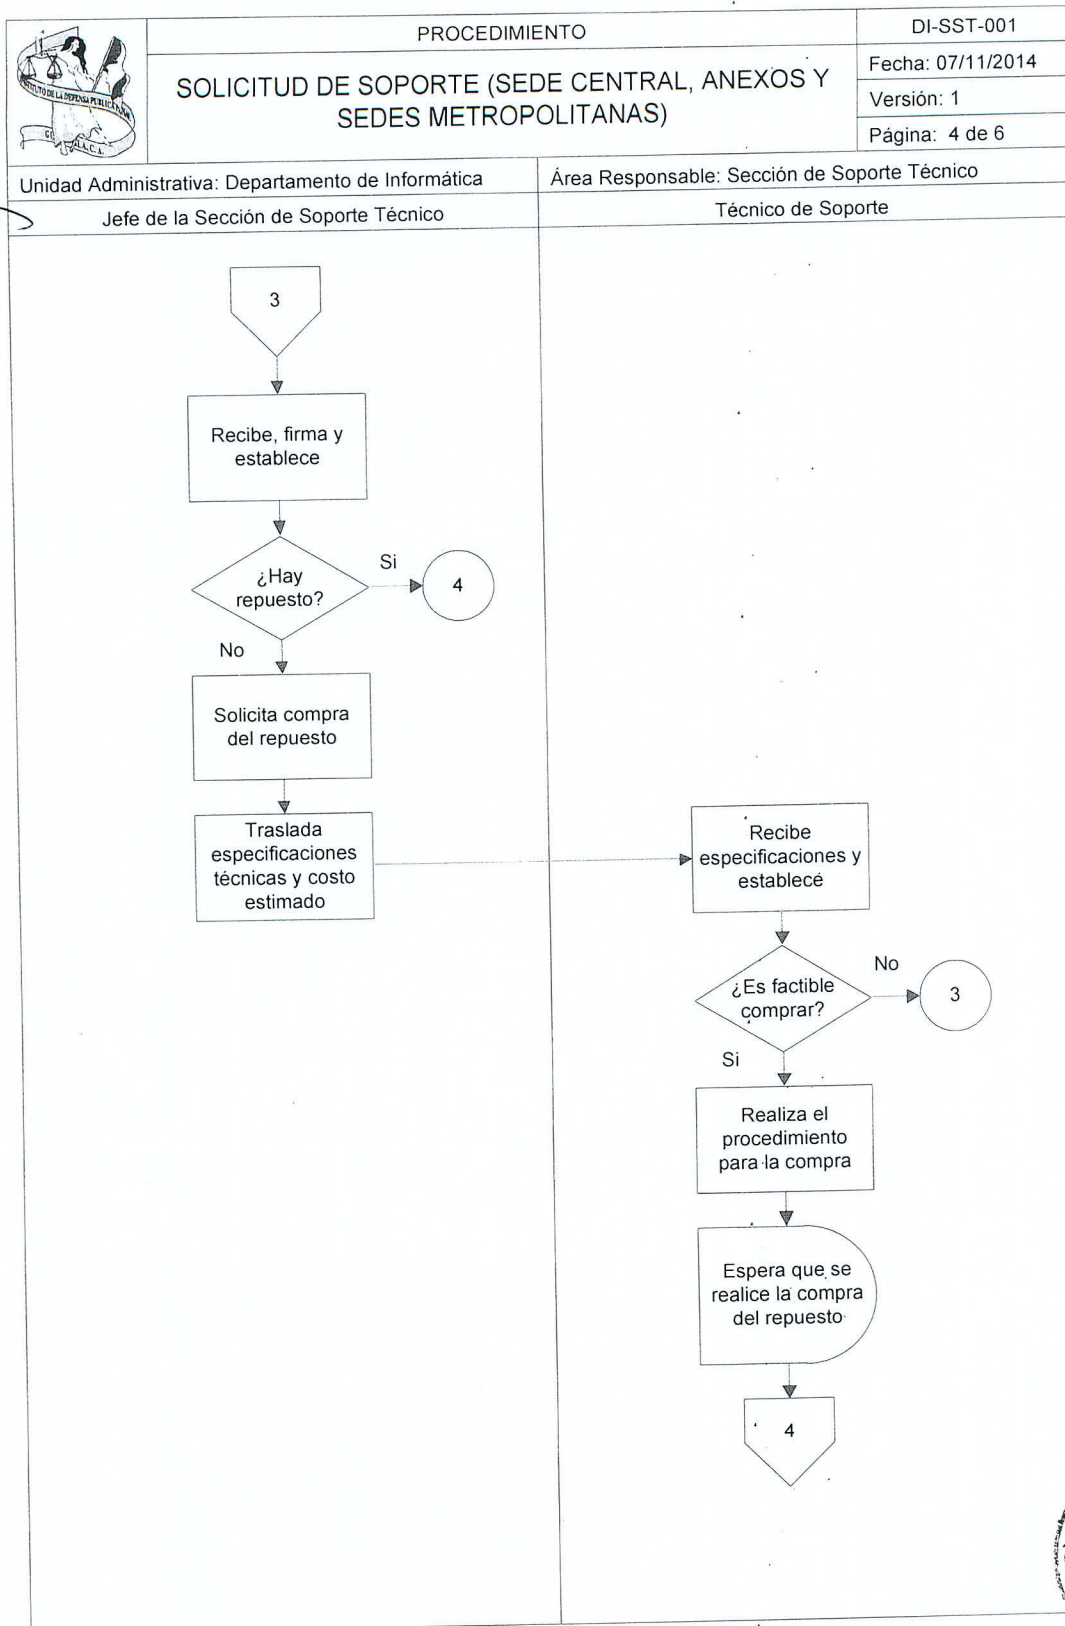 PROCEDIMIENTO
SOLICITUD DE SOPORTE (SEDE CENTRAL, ANEXOS Y
SEDES METROPOLITANAS)
DI-SST-001
Fecha: 07/11/2014
Versión: 1
Página: 4 de 6
Unidad Administrativa: Departamento de Informática
Área Responsable: Sección de Soporte Técnico
Jefe de la Sección de Soporte Técnico
Técnico de Soporte
3
Recibe, firma y
establece
¿Hay
repuesto?
Si
4
No
Solicita compra
del repuesto
Traslada
especificaciones
técnicas y costo
estimado
Recibe
especificaciones y
establece
¿Es factible
comprar?
No
3
Si
Realiza el
procedimiento
para la compra
Espera que se
realice la compra
del repuesto
4